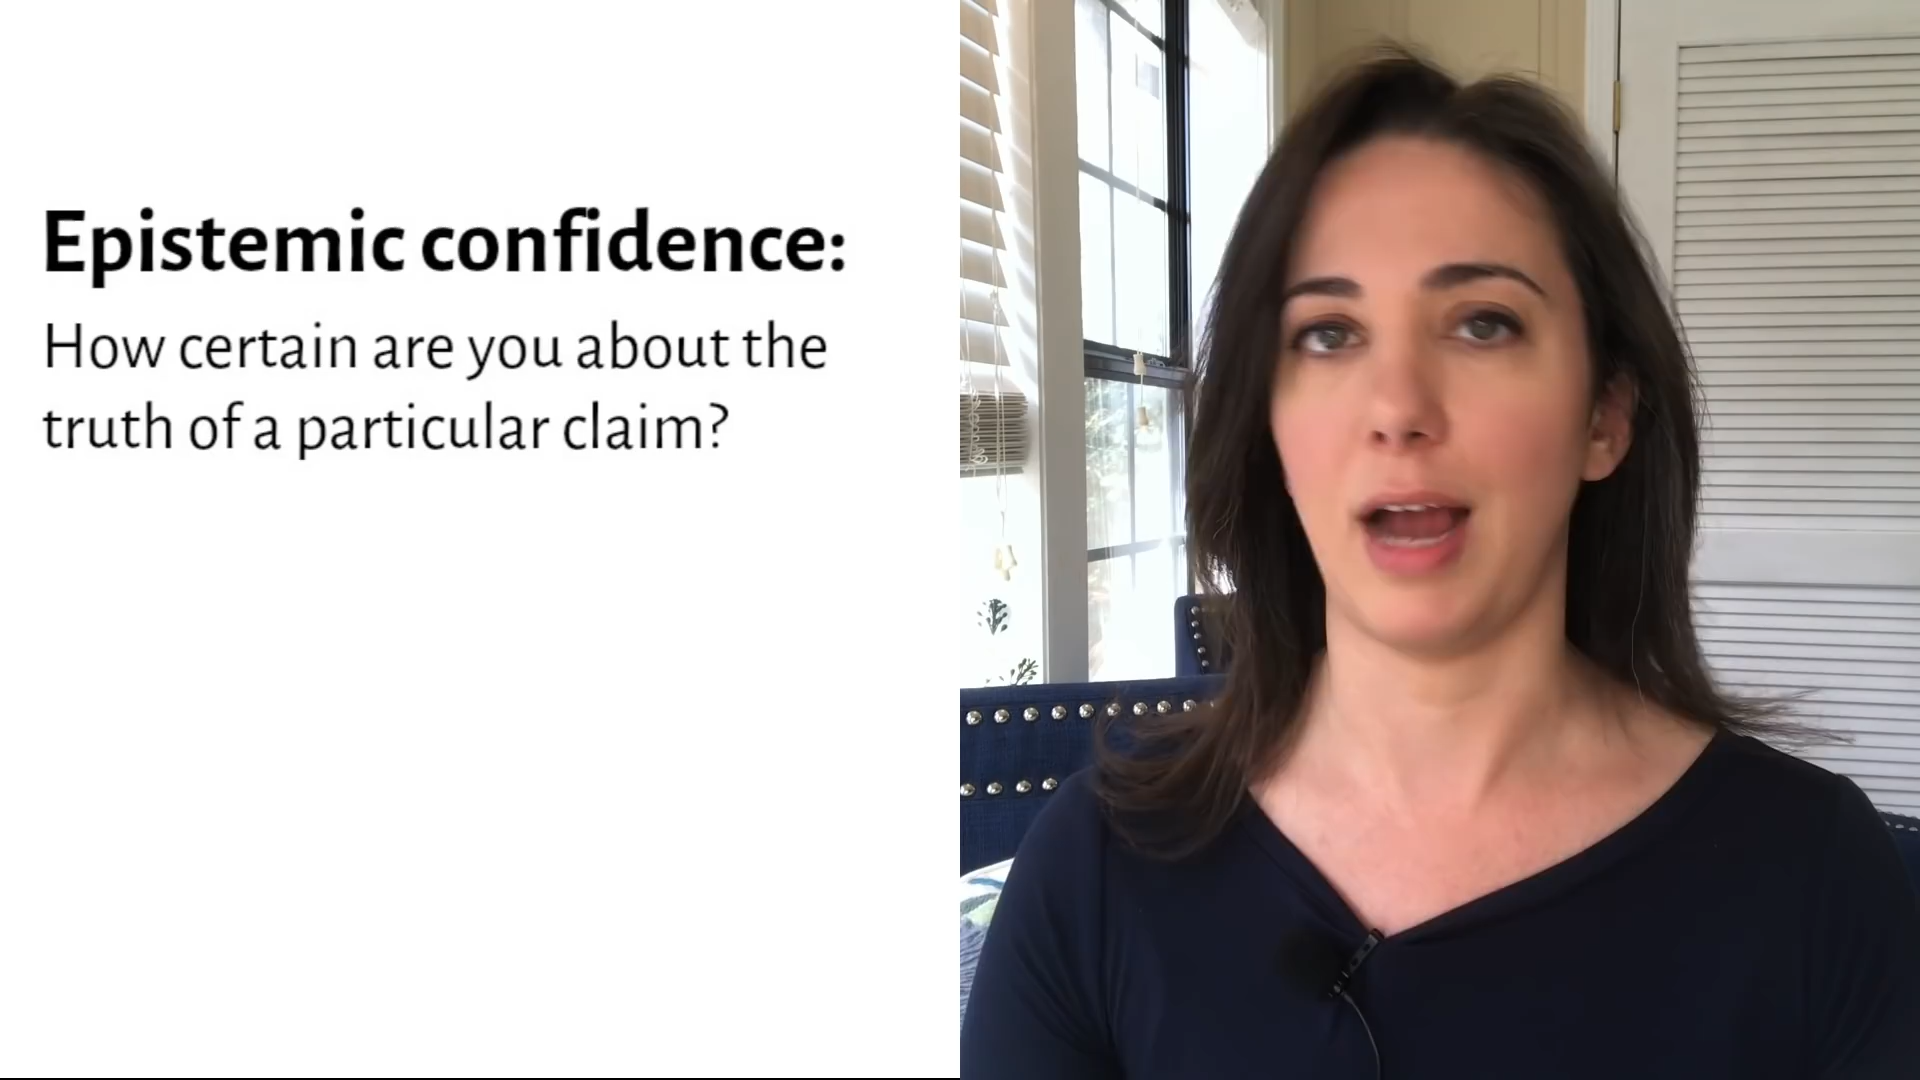 Epistemic confidence:
How certain are you about the
truth of a particular claim?